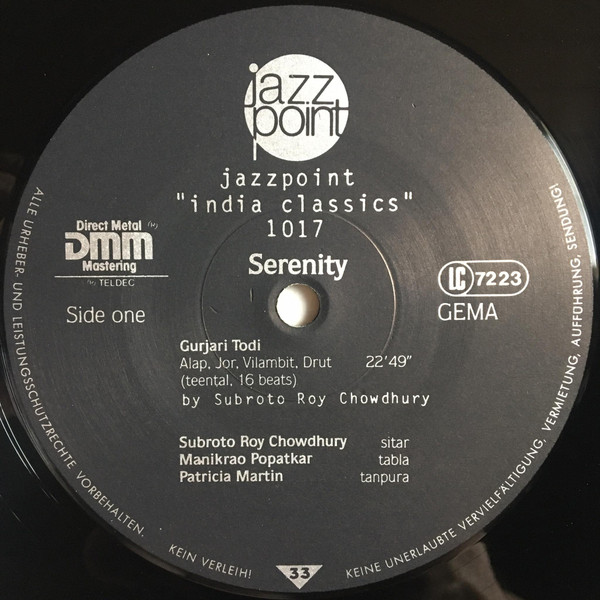 jazz
point
jazzpoint
"india classics"
1017
Direct Metal
DMM
Mastering
TELDEC
Serenity
LC 7223
Side one
GEMA
Gurjari Todi
Alap, Jor, Vilambit, Drut 22'49"
(teental, 16 beats)
by Subroto Roy Chowdhury
Subroto Roy Chowdhury sitar
Manikrao Popatkar tabla
Patricia Martin tanpura
33
ALLE URHEBER- UND LEISTUNGSSCHUTZRECHTE VORBEHALTEN. KEIN VERLEIH! KEINE UNERLAUBTE VERVIELFÄLTIGUNG, VERMIETUNG, AUFFÜHRUNG, SENDUNG!